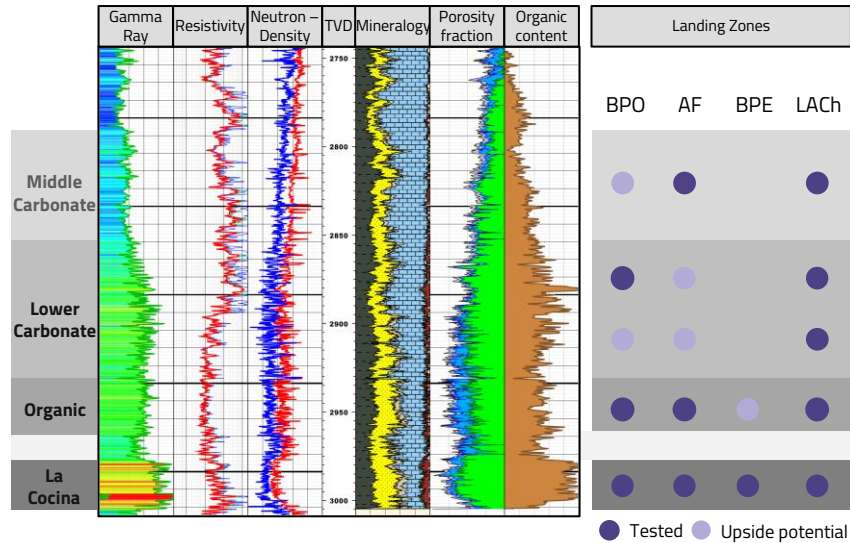 Gamma Ray
Resistivity
Neutron – Density
TVD
Mineralogy
Porosity fraction
Organic content
Landing Zones
BPO AF BPE LACh
2750
2800
2850
2900
2950
3000
Middle Carbonate
Lower Carbonate
Organic
La Cocina
Tested
Upside potential